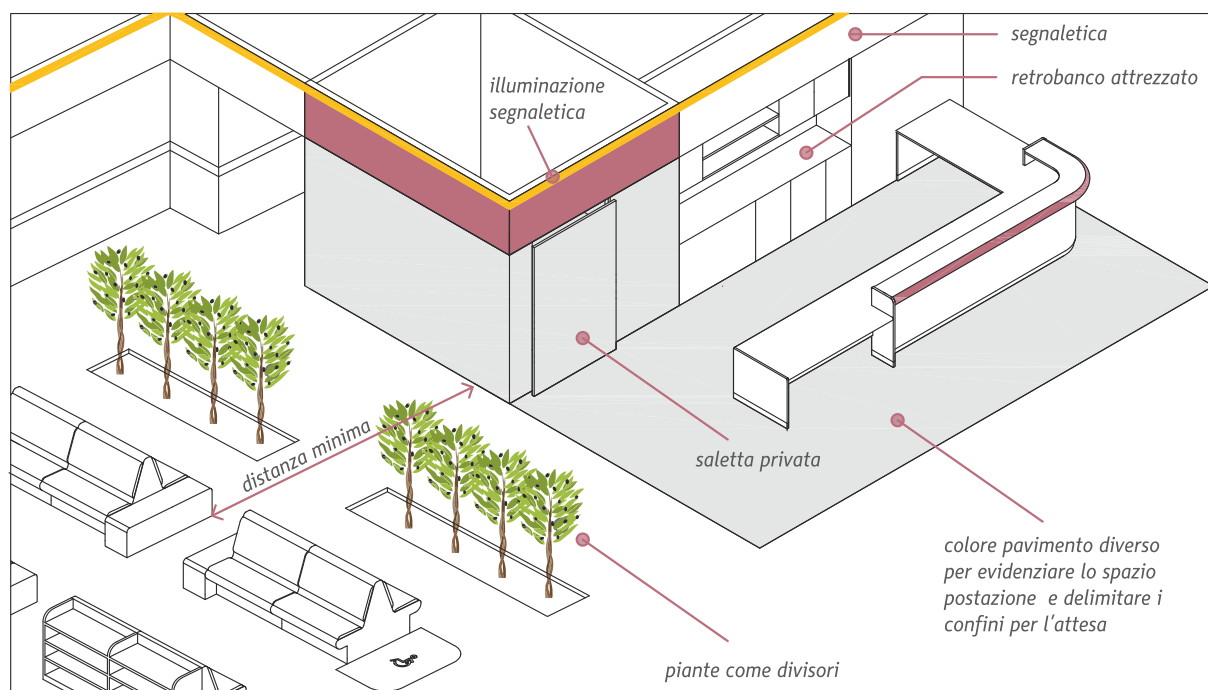 segnaletica
retrobanco attrezzato
illuminazione
segnaletica
distanza minima
saletta privata
colore pavimento diverso
per evidenziare lo spazio
postazione e delimitare i
confini per l'attesa
piante come divisori